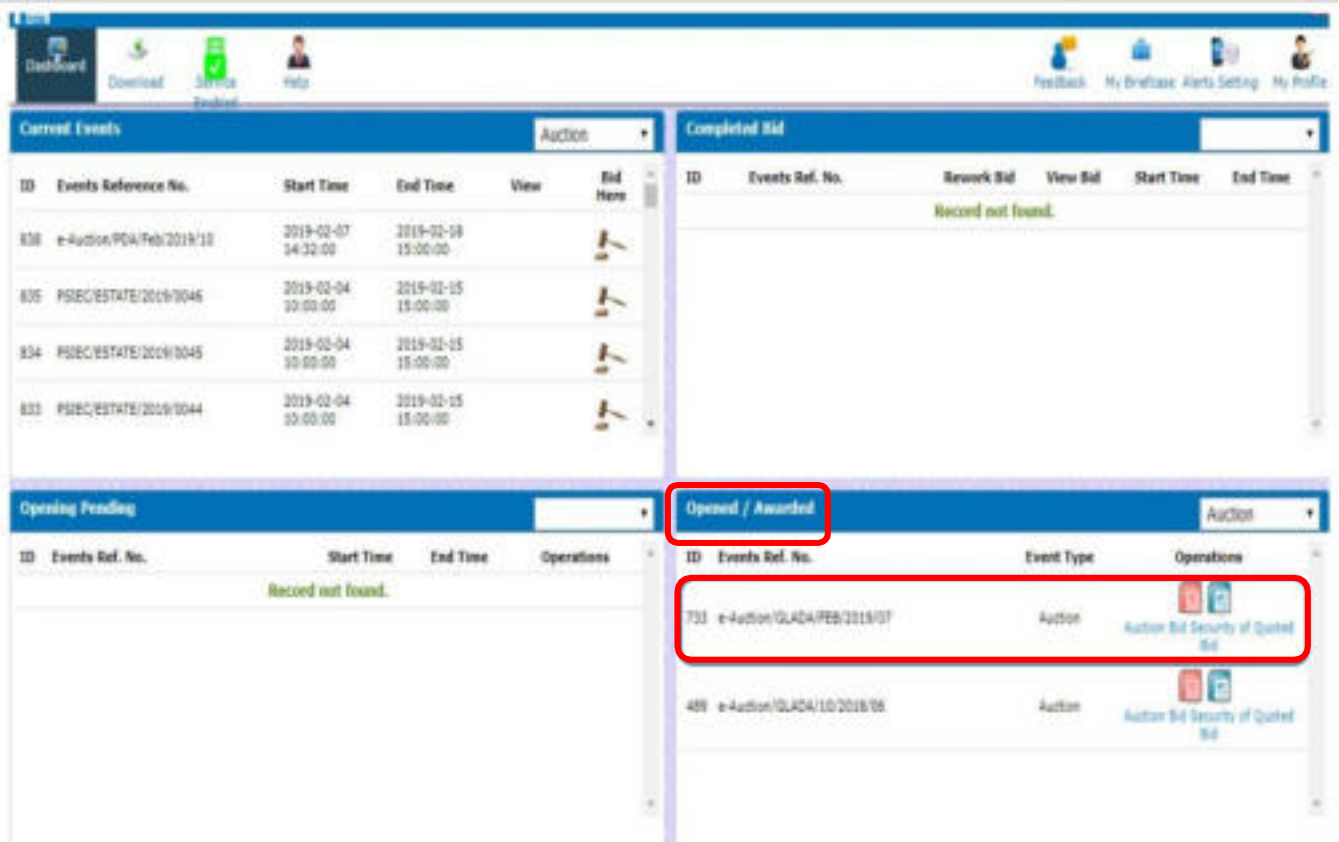 Dashboard
Download
Service Enabled
Help
Feedback
My Briefcase
Alerts Setting
My Profile
Current Events
Auction
ID Events Reference No. Start Time End Time View Bid Here
e-Auction/PDA/Feb/2019/10 2019-02-07 14:32:00 2019-02-18 15:00:00
835 PSIEC/ESTATE/2019/0046 2019-02-04 10:00:00 2019-02-15 15:00:00
834 PSIEC/ESTATE/2019/0045 2019-02-04 10:00:00 2019-02-15 15:00:00
833 PSIEC/ESTATE/2019/0044 2019-02-04 10:00:00 2019-02-15 15:00:00
Completed Bid
ID Events Ref. No. Rework Bid View Bid Start Time End Time
Record not found.
Opening Pending
ID Events Ref. No. Start Time End Time Operations
Record not found.
Opened / Awarded
Auction
ID Events Ref. No. Event Type Operations
733 e-Auction/GLADA/FEB/2019/07 Auction
Auction Bid Security of Quoted
Bid
489 e-Auction/GLADA/10/2018/06 Auction
Auction Bid Security of Quoted
Bid